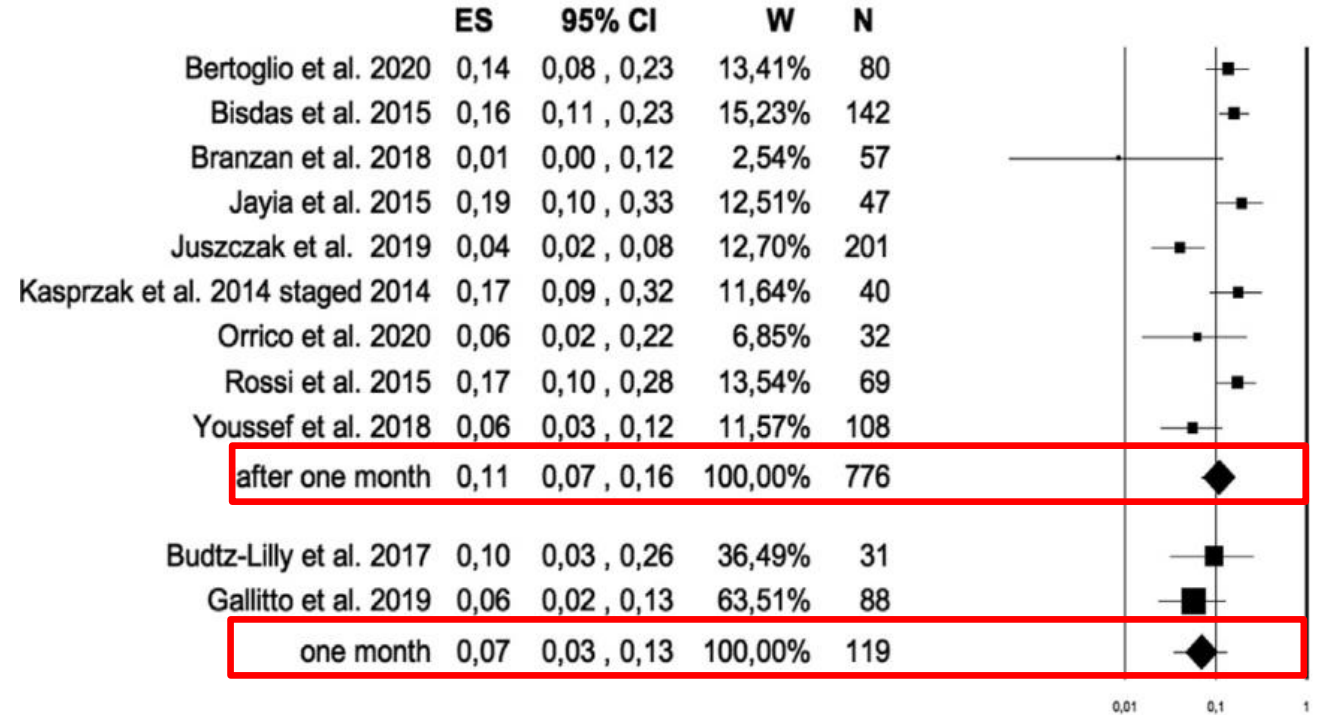 ES 95% CI W N
Bertoglio et al. 2020 0,14 0,08 , 0,23 13,41% 80
Bisdas et al. 2015 0,16 0,11 , 0,23 15,23% 142
Branzan et al. 2018 0,01 0,00 , 0,12 2,54% 57
Jayia et al. 2015 0,19 0,10 , 0,33 12,51% 47
Juszczak et al. 2019 0,04 0,02 , 0,08 12,70% 201
Kasprzak et al. 2014 staged 2014 0,17 0,09 , 0,32 11,64% 40
Orrico et al. 2020 0,06 0,02 , 0,22 6,85% 32
Rossi et al. 2015 0,17 0,10 , 0,28 13,54% 69
Youssef et al. 2018 0,06 0,03 , 0,12 11,57% 108
after one month 0,11 0,07 , 0,16 100,00% 776
Budtz-Lilly et al. 2017 0,10 0,03 , 0,26 36,49% 31
Gallitto et al. 2019 0,06 0,02 , 0,13 63,51% 88
one month 0,07 0,03 , 0,13 100,00% 119
0,01 0,1 1